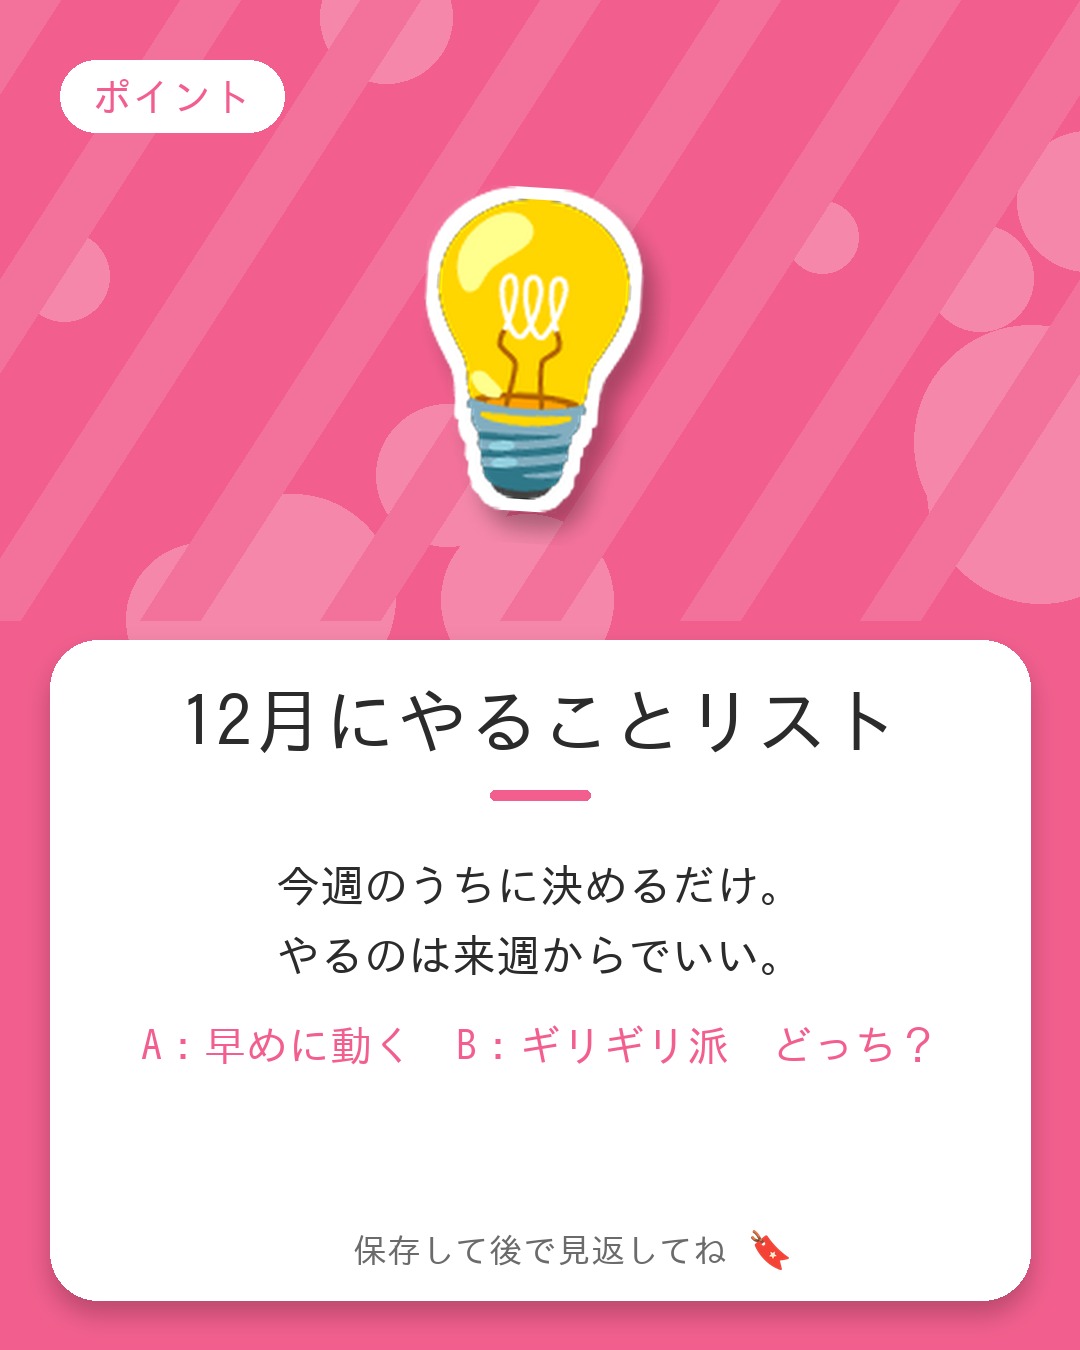 ポイント
12月にやることリスト
今週のうちに決めるだけ。
やるのは来週からでいい。
A：早めに動く　B：ギリギリ派　どっち？
保存して後で見返してね 🔖